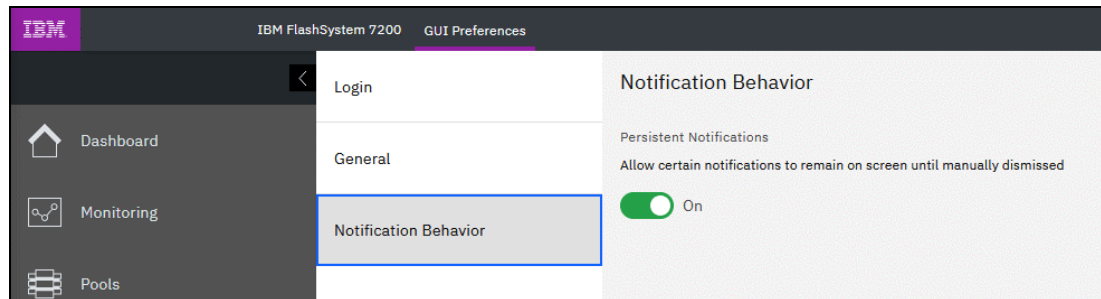 IBM
IBM FlashSystem 7200 GUI Preferences
Dashboard
Monitoring
Pools
Login
General
Notification Behavior
Notification Behavior
Persistent Notifications
Allow certain notifications to remain on screen until manually dismissed
On